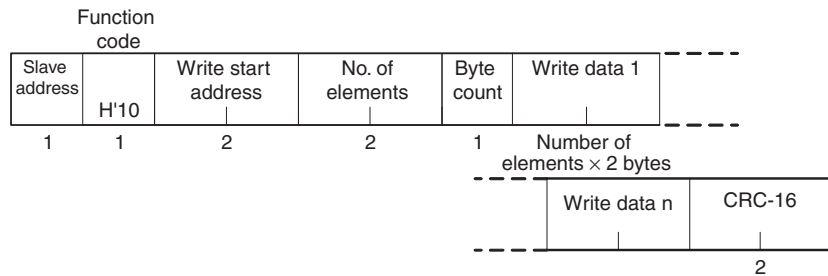 Function
code
Slave
address
H'10
Write start
address
No. of
elements
Byte
count
Write data 1
1
1
2
2
1
Number of
elements × 2 bytes
Write data n
CRC-16
2